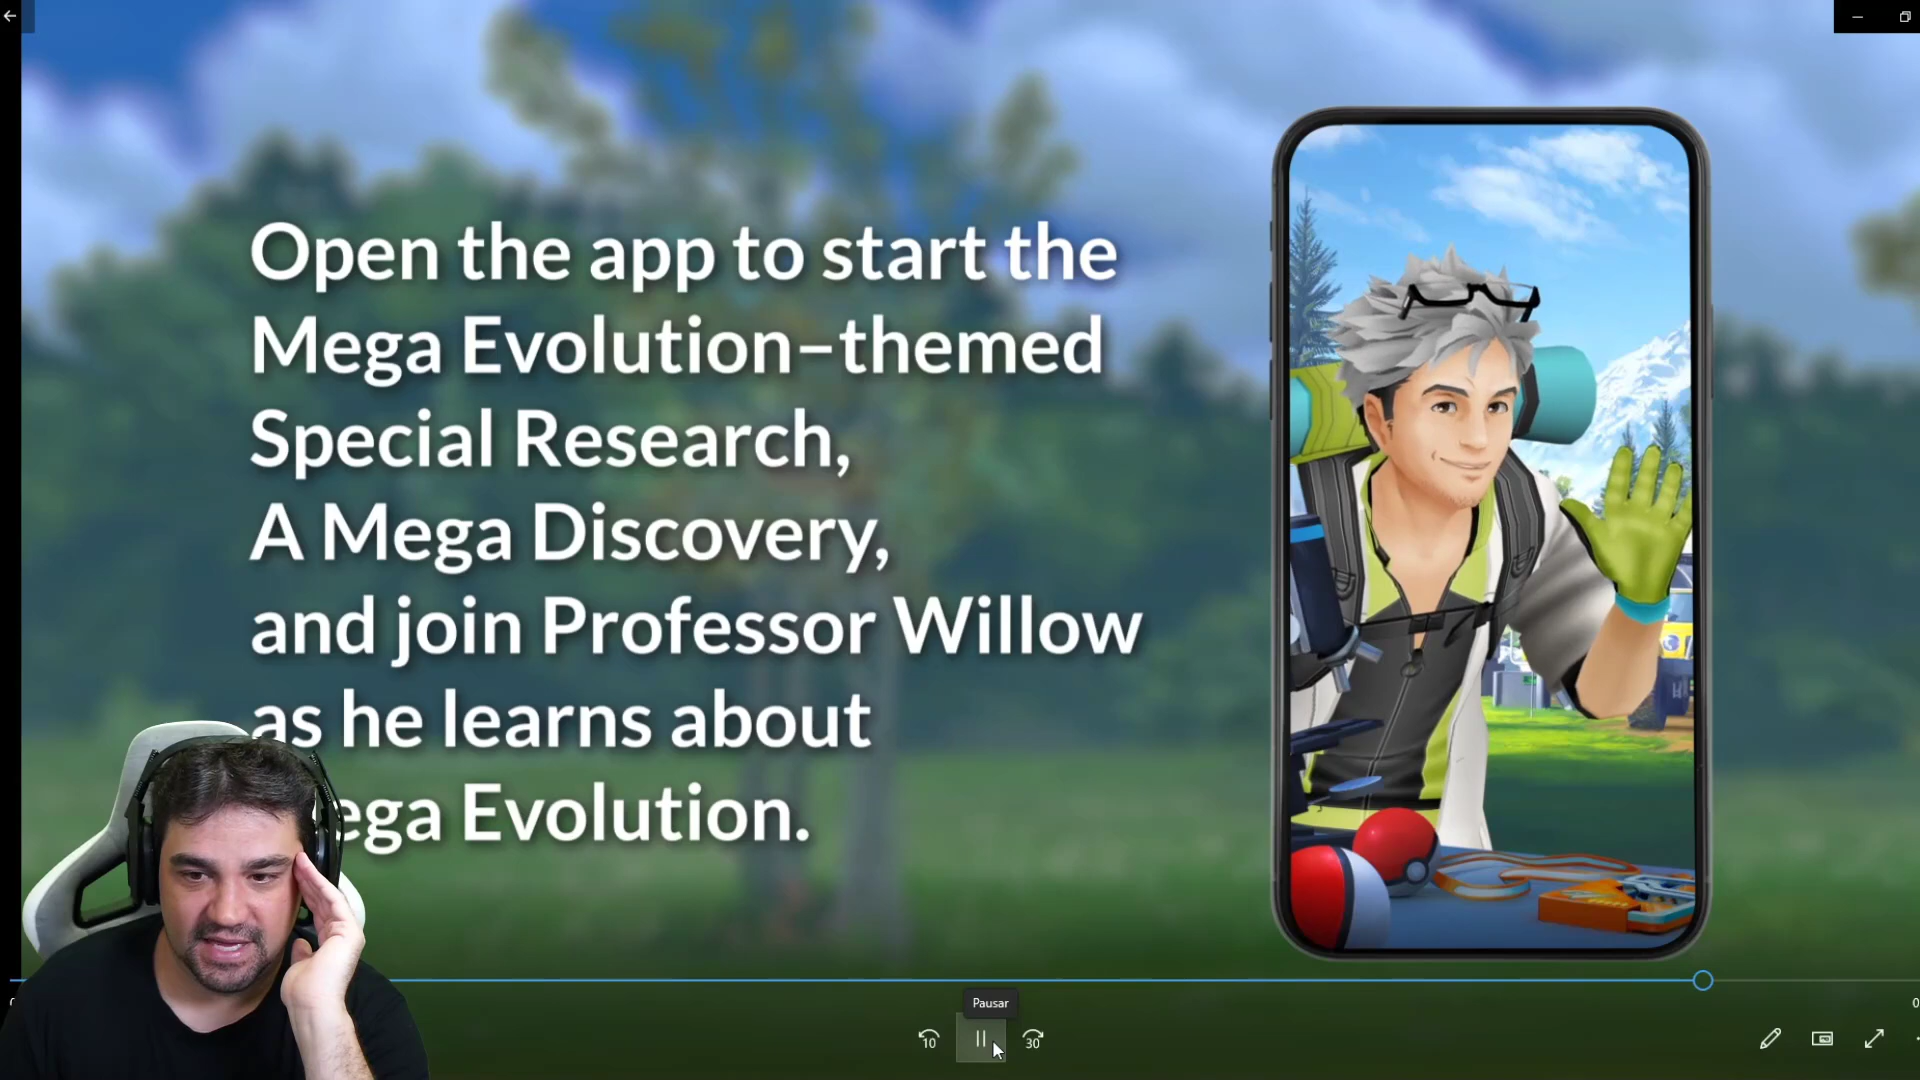 Open the app to start the
Mega Evolution–themed
Special Research,
A Mega Discovery,
and join Professor Willow
as he learns about
ega Evolution.
Pausar
10
30